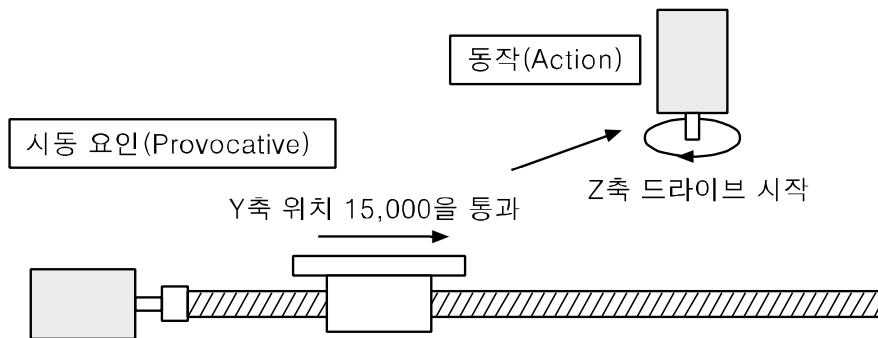 동작(Action)
시동 요인(Provocative)
Z축 드라이브 시작
Y축 위치 15,000을 통과